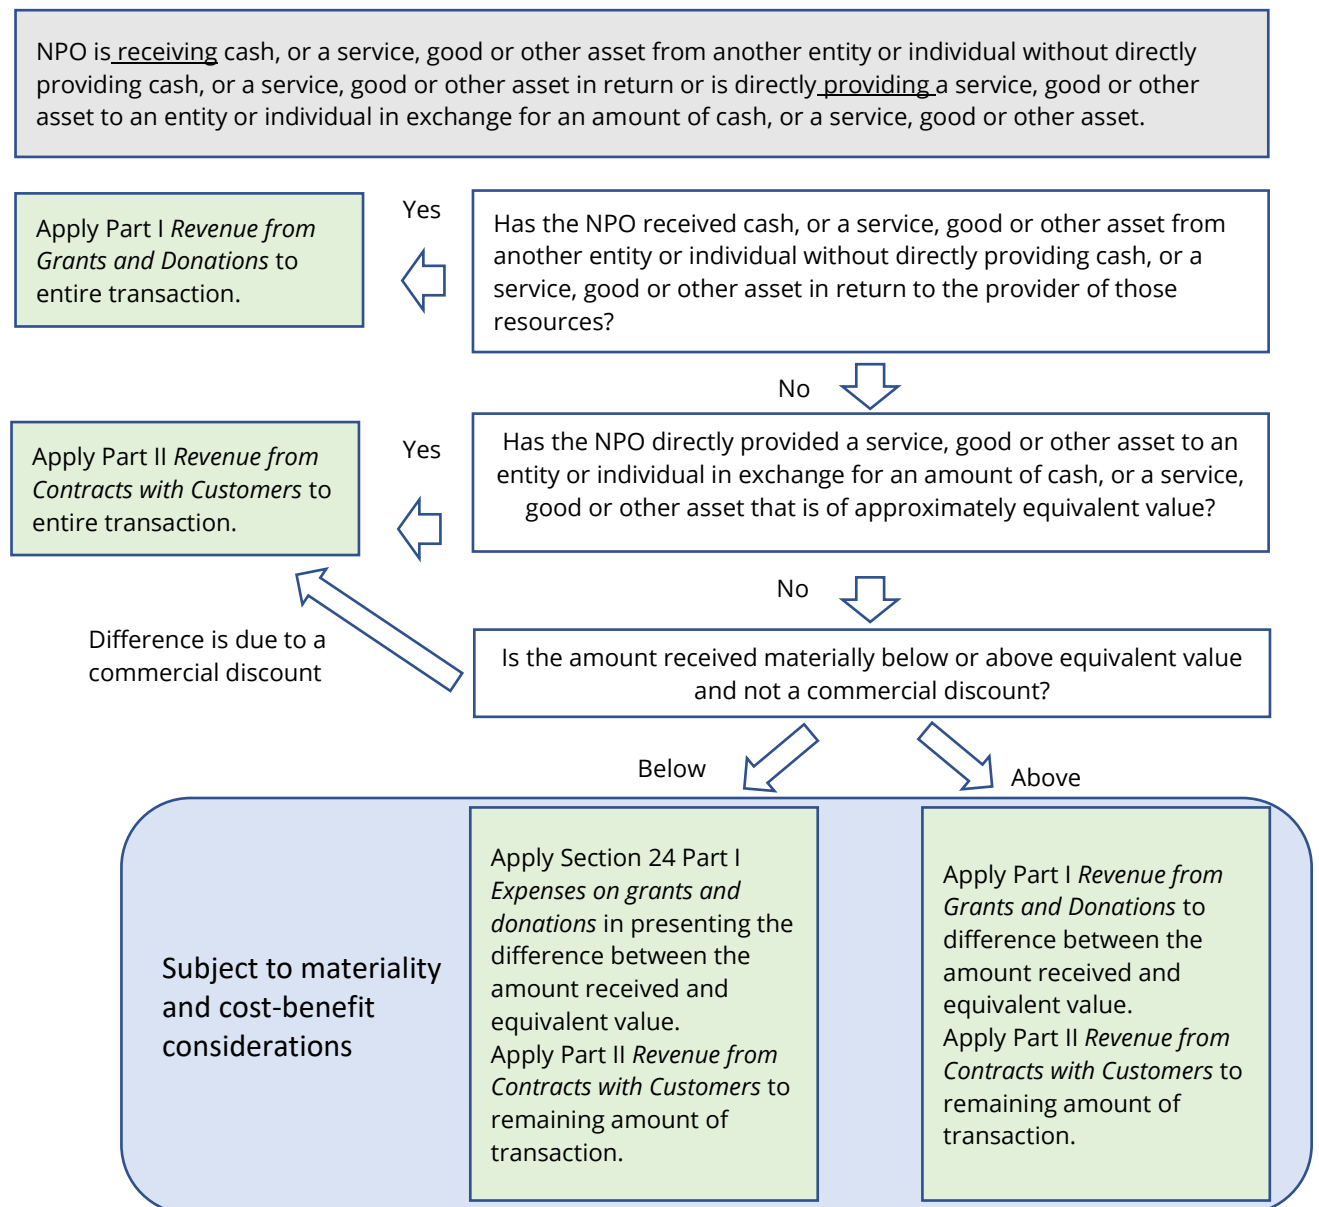 NPO is receiving cash, or a service, good or other asset from another entity or individual without directly
providing cash, or a service, good or other asset in return or is directly providing a service, good or other
asset to an entity or individual in exchange for an amount of cash, or a service, good or other asset.
Has the NPO received cash, or a service, good or other asset from
another entity or individual without directly providing cash, or a
service, good or other asset in return to the provider of those
resources?
Yes
Apply Part I Revenue from
Grants and Donations to
entire transaction.
No
Has the NPO directly provided a service, good or other asset to an
entity or individual in exchange for an amount of cash, or a service,
good or other asset that is of approximately equivalent value?
Yes
Apply Part II Revenue from
Contracts with Customers to
entire transaction.
No
Is the amount received materially below or above equivalent value
and not a commercial discount?
Difference is due to a
commercial discount
Below
Above
Subject to materiality
and cost-benefit
considerations
Apply Section 24 Part I
Expenses on grants and
donations in presenting the
difference between the
amount received and
equivalent value.
Apply Part II Revenue from
Contracts with Customers to
remaining amount of
transaction.
Apply Part I Revenue from
Grants and Donations to
difference between the
amount received and
equivalent value.
Apply Part II Revenue from
Contracts with Customers to
remaining amount of
transaction.